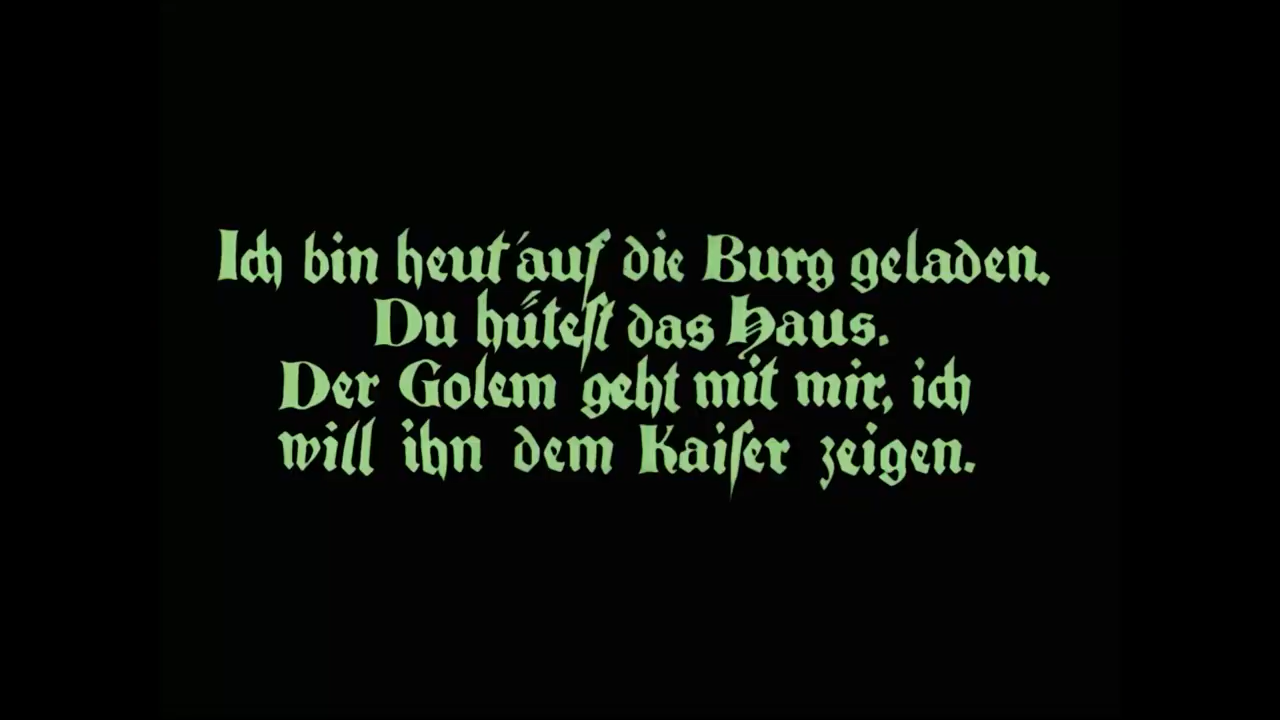 Ich bin heut' auf die Burg geladen.
Du hütest das Haus.
Der Golem geht mit mir, ich
will ihn dem Kaiser zeigen.